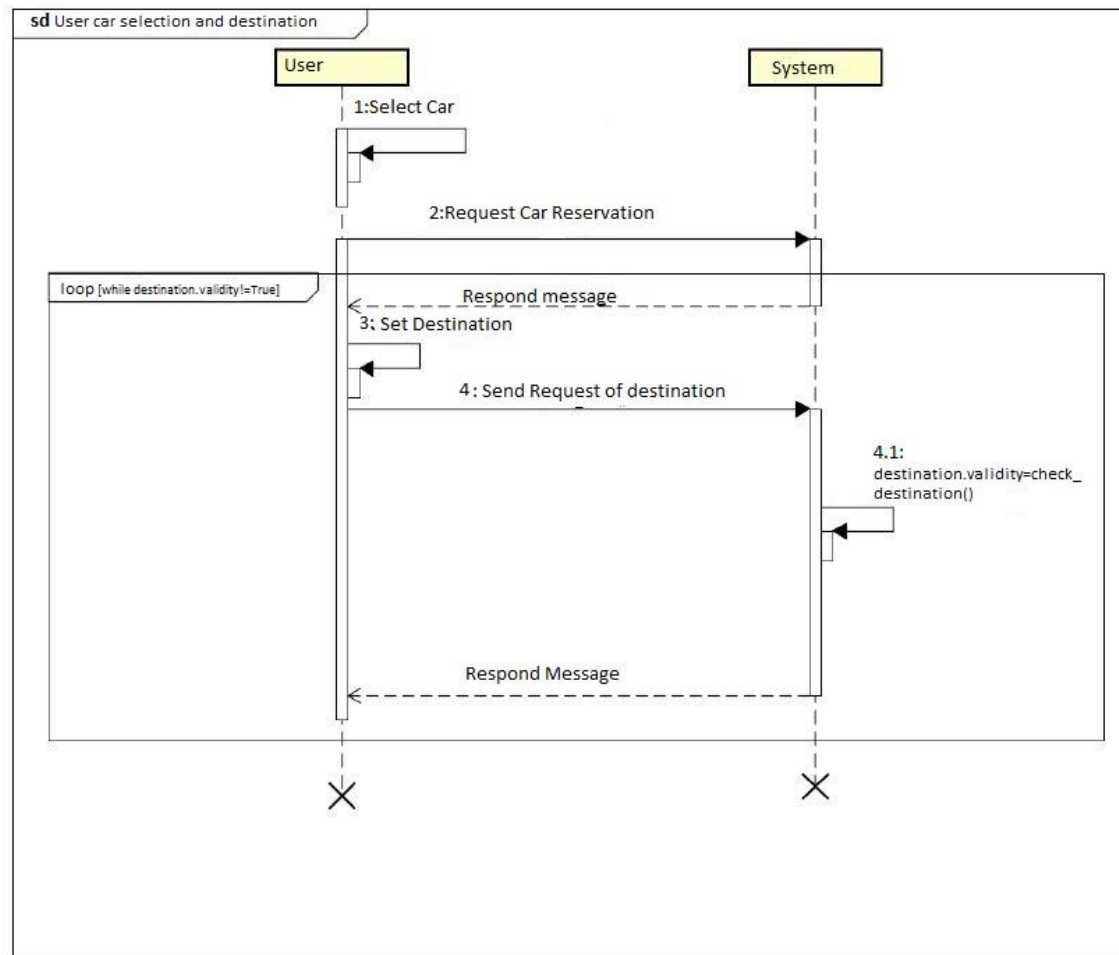 sd User car selection and destination
User
System
1:Select Car
2:Request Car Reservation
loop [while destination.validity!=True]
Respond message
3: Set Destination
4: Send Request of destination
4.1:
destination.validity=check_
destination()
Respond Message